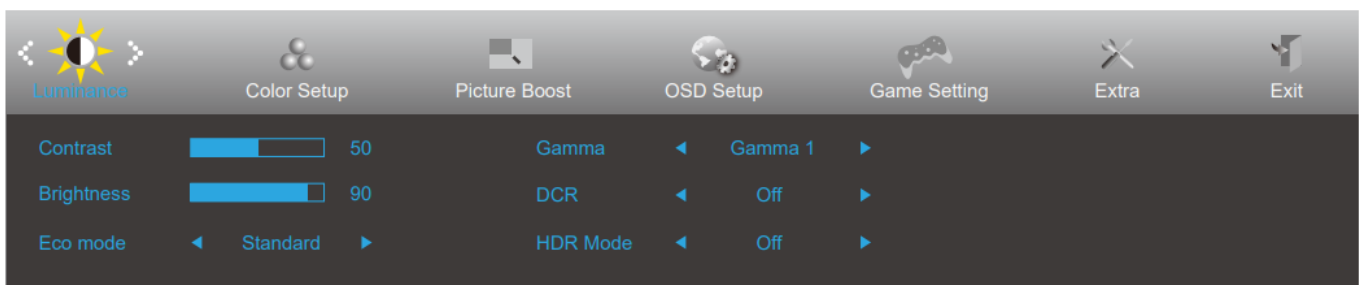 Luminance Color Setup Picture Boost OSD Setup Game Setting Extra Exit
Contrast 50 Gamma Gamma 1
Brightness 90 DCR Off
Eco mode Standard HDR Mode Off